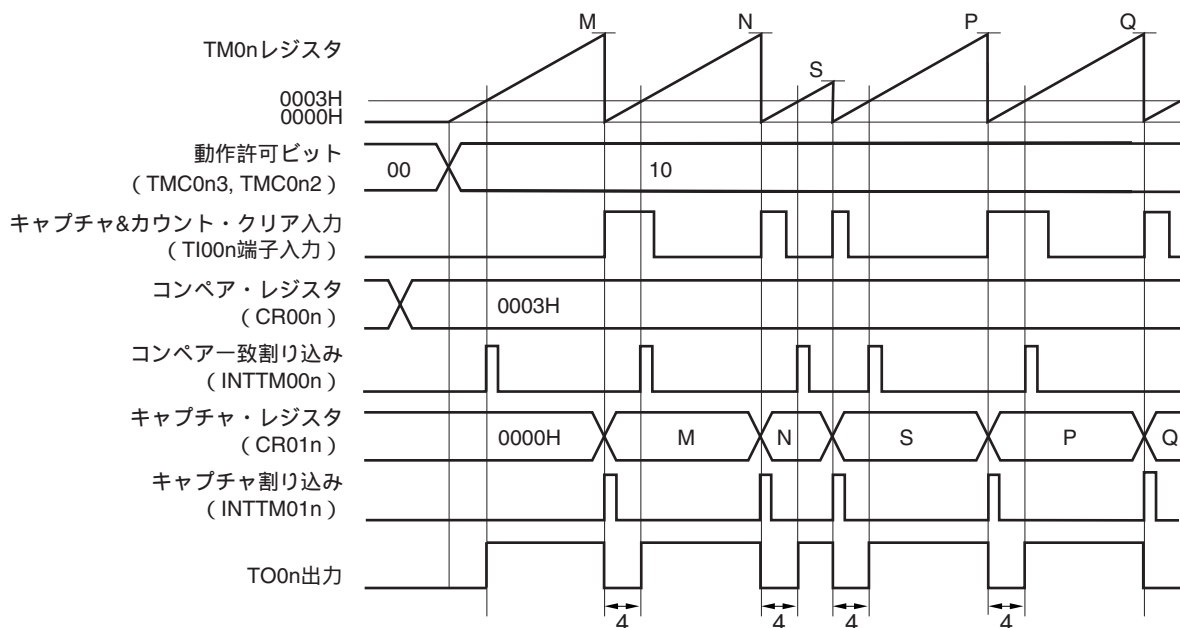 M N S P Q
TM0nレジスタ
0003H
0000H
動作許可ビット
（TMC0n3, TMC0n2）
00 10
キャプチャ&カウント・クリア入力
（TI00n端子入力）
コンペア・レジスタ
（CR00n）
0003H
コンペア一致割り込み
（INTTM00n）
キャプチャ・レジスタ
（CR01n）
0000H M N S P Q
キャプチャ割り込み
（INTTM01n）
TO0n出力
4 4 4 4